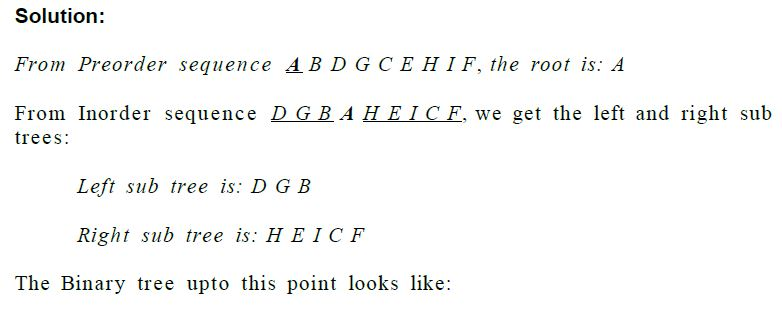 Solution:
From Preorder sequence A B D G C E H I F, the root is: A
From Inorder sequence D G B A H E I C F, we get the left and right sub
trees:
Left sub tree is: D G B
Right sub tree is: H E I C F
The Binary tree upto this point looks like: